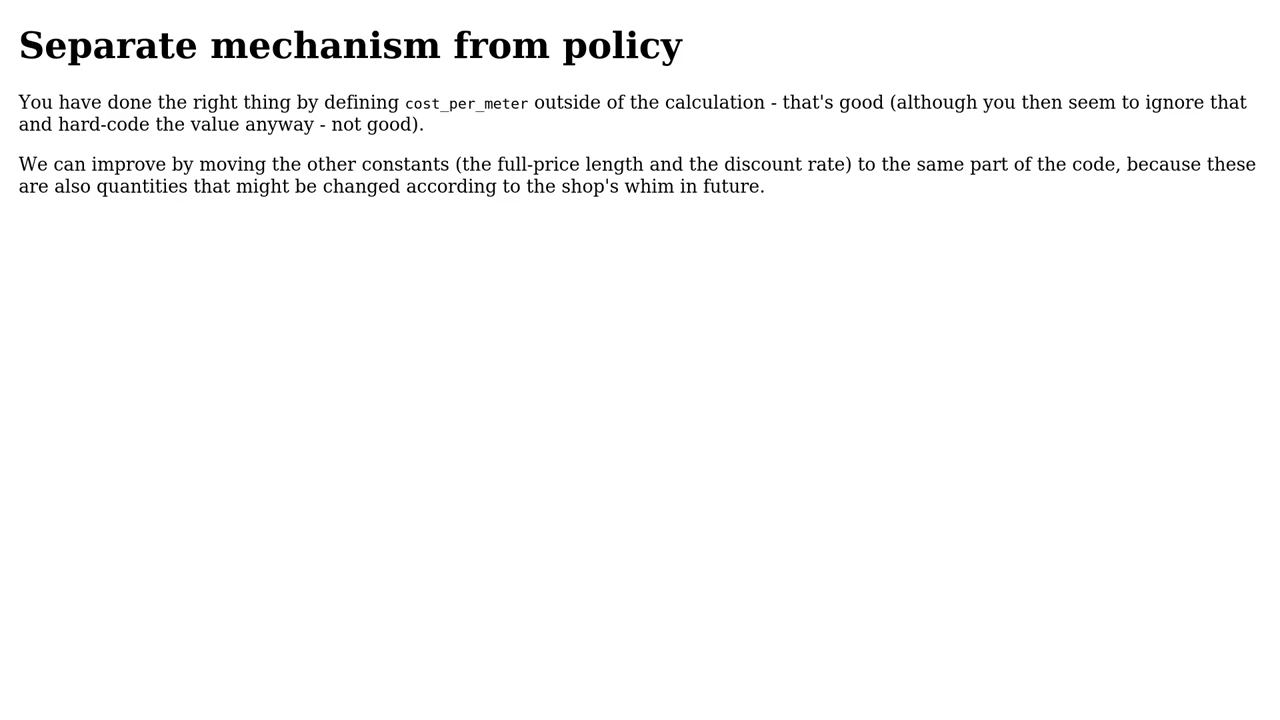 Separate mechanism from policy
You have done the right thing by defining cost_per_meter outside of the calculation - that's good (although you then seem to ignore that
and hard-code the value anyway - not good).
We can improve by moving the other constants (the full-price length and the discount rate) to the same part of the code, because these
are also quantities that might be changed according to the shop's whim in future.